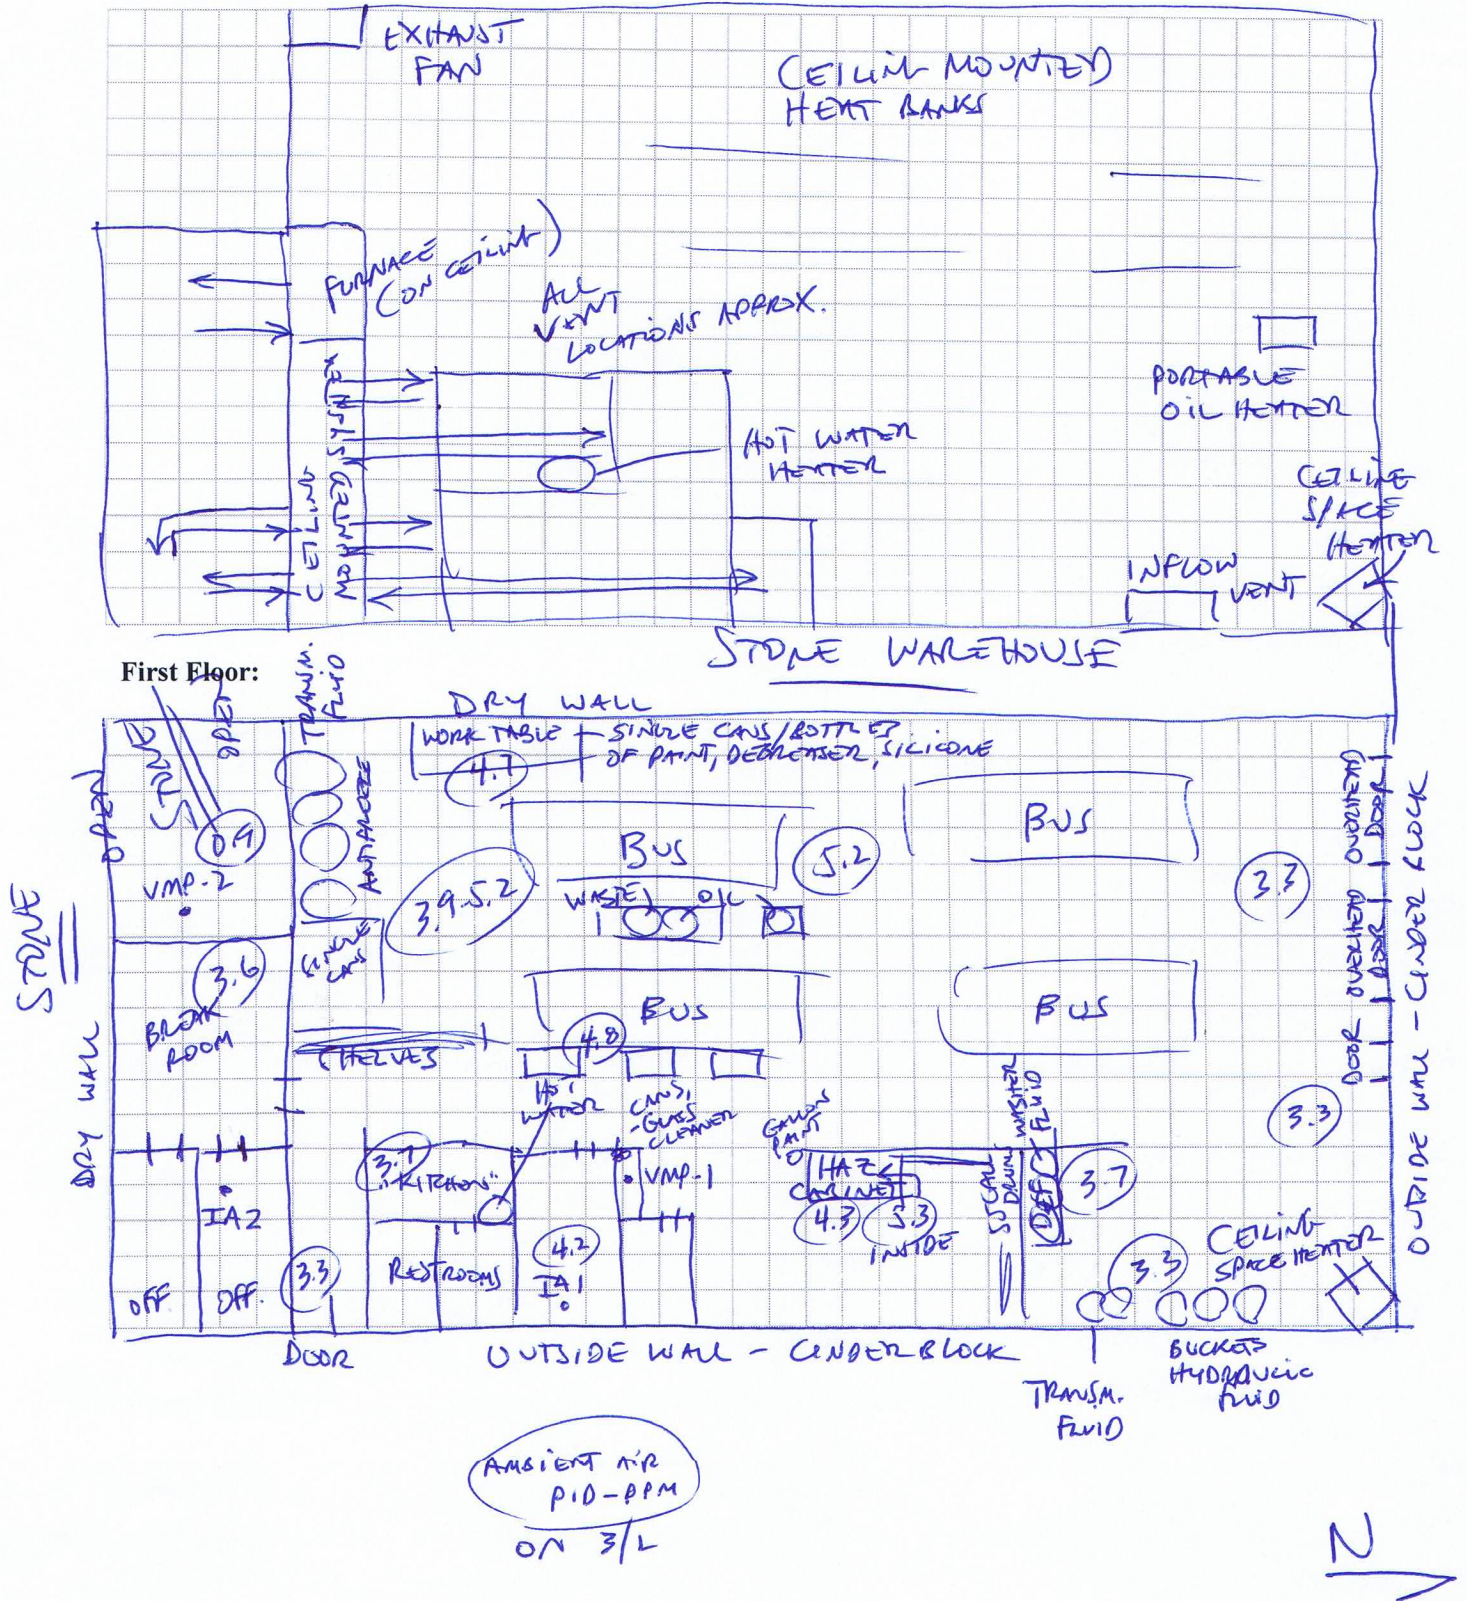 EXHAUST
FAN
CEILING MOUNTED
HEAT BANKS
FURNACE
(ON CEILING)
ALL
VENT
LOCATIONS APPROX.
CEILING
MOUNTED SYSTEM
HOT WATER
HEATER
PORTABLE
OIL HEATER
CEILING
SPACE
HEATER
INFLOW
VENT
STONE WAREHOUSE
First Floor:
TRANSM.
FLUID
DRY WALL
OPEN
STONE
OPEN
WORK TABLE
SINGLE CANS/BOTTLES
OF PAINT, DEGREASER, SILICONE
4.7
ANTIFREEZE
0.9
VMP-2
BUS
BUS
5.2
3.9-5.2
WASTE OIL
3.3
OVERHEAD
DOOR
OVERHEAD
DOOR
DOOR
OUTSIDE WALL - CINDER BLOCK
STONE
DRY WALL
SINGLE
CANS
3.6
BREAK
ROOM
SHELVES
BUS
4.8
BUS
HOT
WATER
CANS,
-GLASS
CLEANER
GALLONS
PAINT
WASHER
FLUID
3.3
3.7
"KITCHEN"
VMP-1
HAZ
CABINET
4.3
5.3
INSIDE
DRUM
DEF
3.7
IA2
OFF.
OFF.
3.3
RESTROOMS
4.2
IA1
3.3
CEILING
SPACE HEATER
DOOR
OUTSIDE WALL - CINDERBLOCK
TRANSM.
FLUID
BUCKETS
HYDRAULIC
FLUID
AMBIENT AIR
PID-PPM
ON 3/2
N